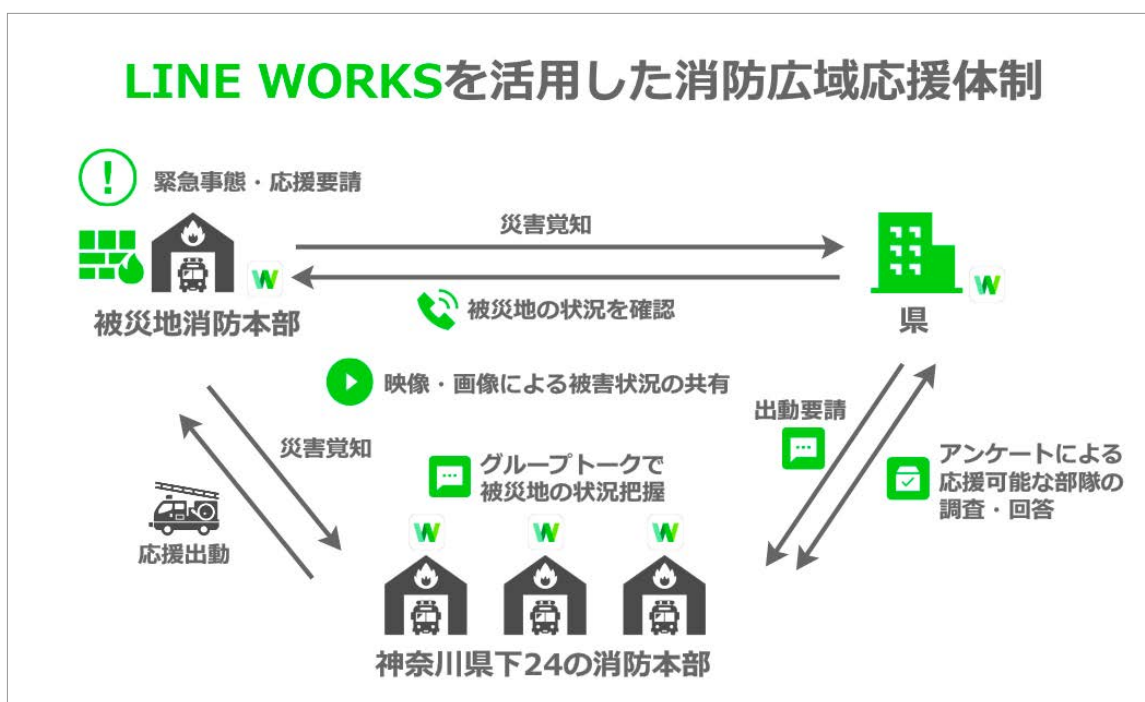 LINE WORKSを活用した消防広域応援体制
緊急事態・応援要請
災害覚知
被災地消防本部
被災地の状況を確認
県
映像・画像による被害状況の共有
災害覚知
出動要請
グループトークで
被災地の状況把握
アンケートによる
応援可能な部隊の
調査・回答
応援出動
神奈川県下24の消防本部